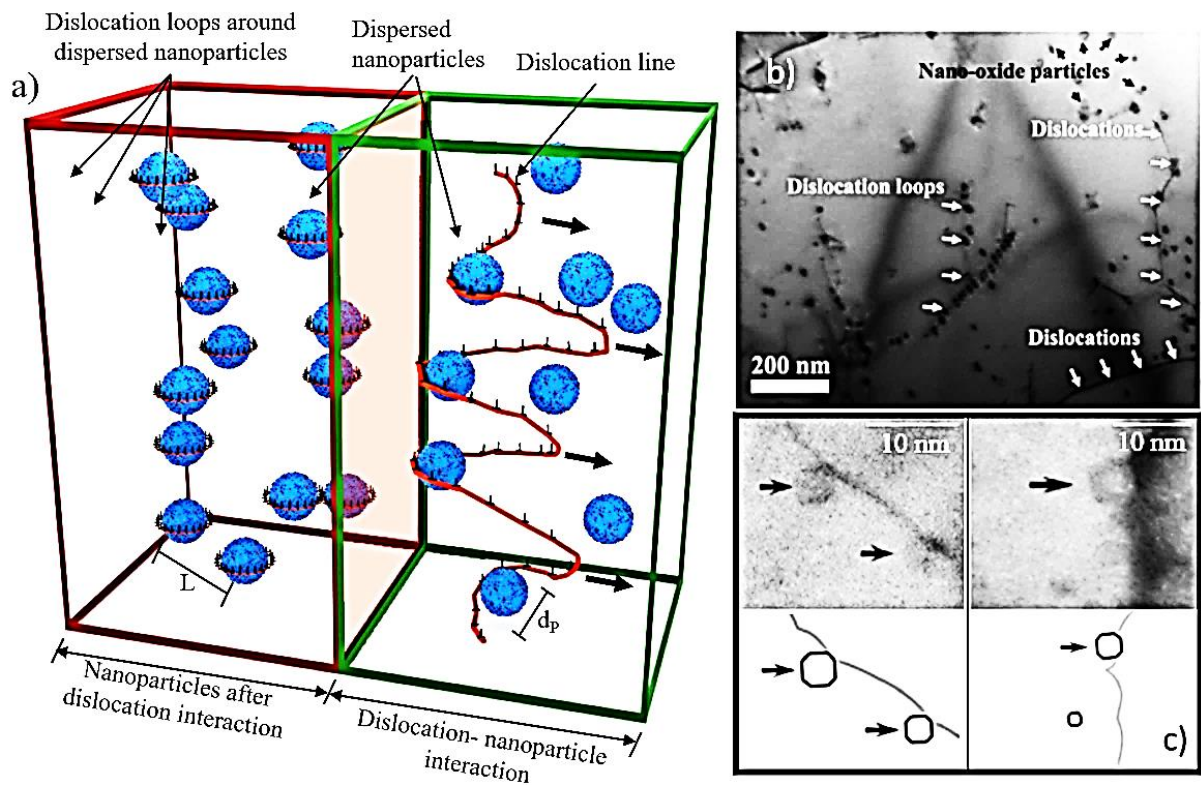 Dislocation loops around
dispersed nanoparticles
Dispersed
nanoparticles
Dislocation line
a)
L
dP
Nanoparticles after
dislocation interaction
Dislocation- nanoparticle
interaction
b)
Nano-oxide particles
Dislocations
Dislocation loops
Dislocations
200 nm
10 nm
10 nm
c)